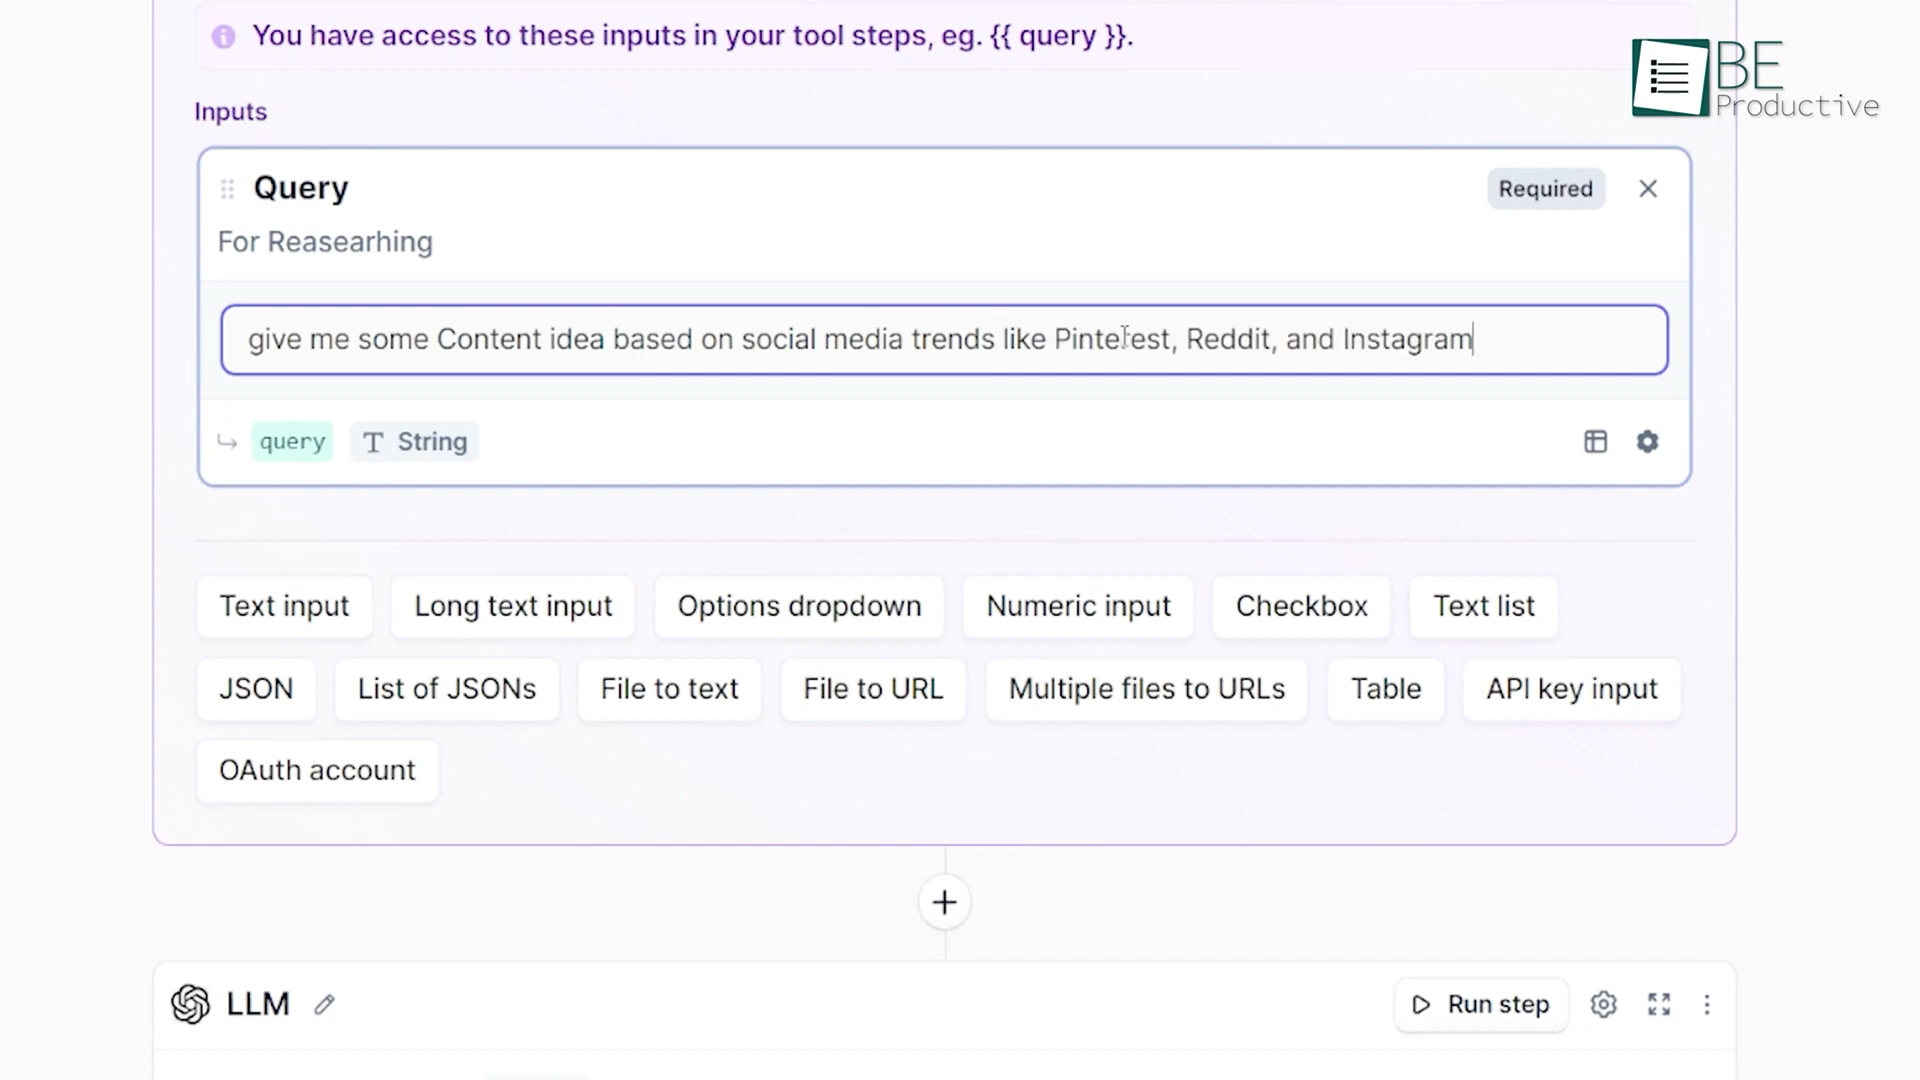 You have access to these inputs in your tool steps, eg. {{ query }}.
BE
Productive
Inputs
Query
Required
For Reasearhing
give me some Content idea based on social media trends like Pinterest, Reddit, and Instagram
query
String
Text input
Long text input
Options dropdown
Numeric input
Checkbox
Text list
JSON
List of JSONs
File to text
File to URL
Multiple files to URLs
Table
API key input
OAuth account
LLM
Run step